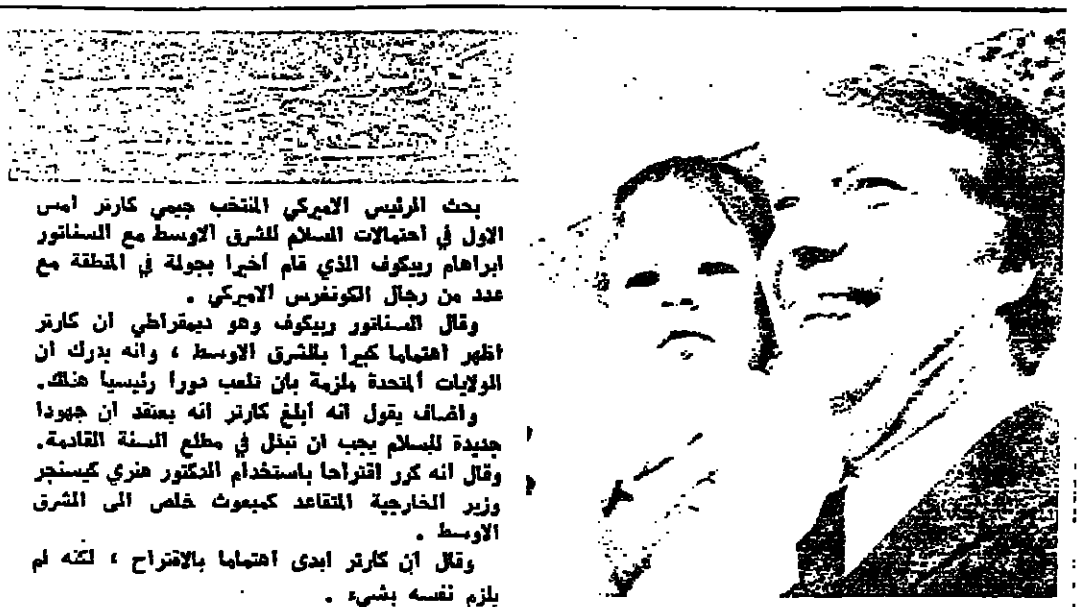 بحث الرئيس الاميركي المنتخب جيمي كارتر امس
الاول في احتمالات السلام للشرق الاوسط مع السناتور
ابراهام ريبكوف الذي قام أخيرا بجولة في المنطقة مع
عدد من رجال الكونغرس الاميركي .
وقال السناتور ريبكوف وهو ديمقراطي ان كارتر
اظهر اهتماما كبيرا بالشرق الاوسط ، وانه يدرك ان
الولايات المتحدة ملزمة بان تلعب دورا رئيسيا هناك.
واضاف يقول انه أبلغ كارتر انه يعتقد ان جهودا
جديدة للسلام يجب ان تبذل في مطلع السنة القادمة.
وقال انه كرر اقتراحا باستخدام الدكتور هنري كيسنجر
وزير الخارجية المتقاعد كمبعوث خاص الى الشرق
الاوسط .
وقال ان كارتر ابدى اهتماما بالاقتراح ، لكنه لم
يلزم نفسه بشيء .